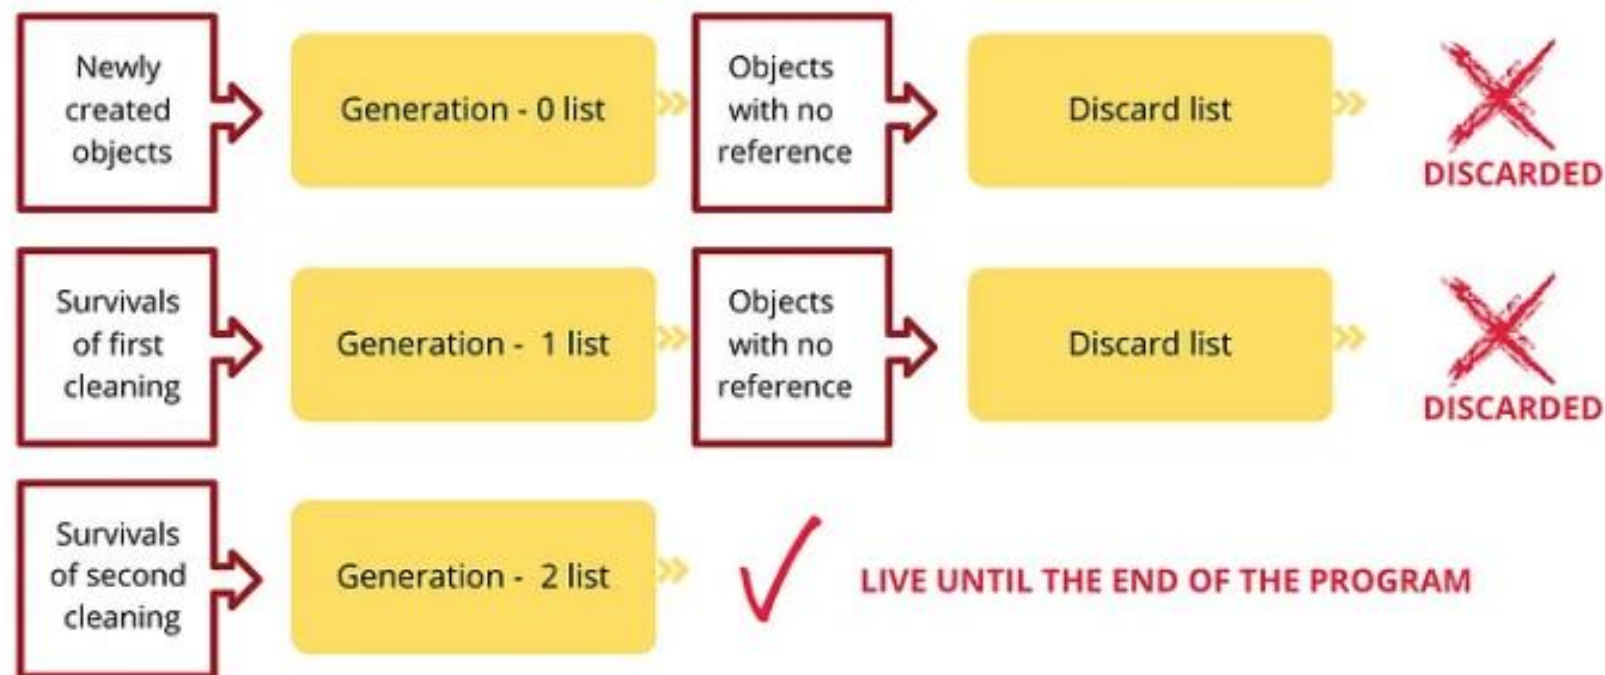 Newly
created
objects
Generation - 0 list
Objects
with no
reference
Discard list
DISCARDED
Survivals
of first
cleaning
Generation -  1 list
Objects
with no
reference
Discard list
DISCARDED
Survivals
of second
cleaning
Generation -  2 list
LIVE UNTIL THE END OF THE PROGRAM